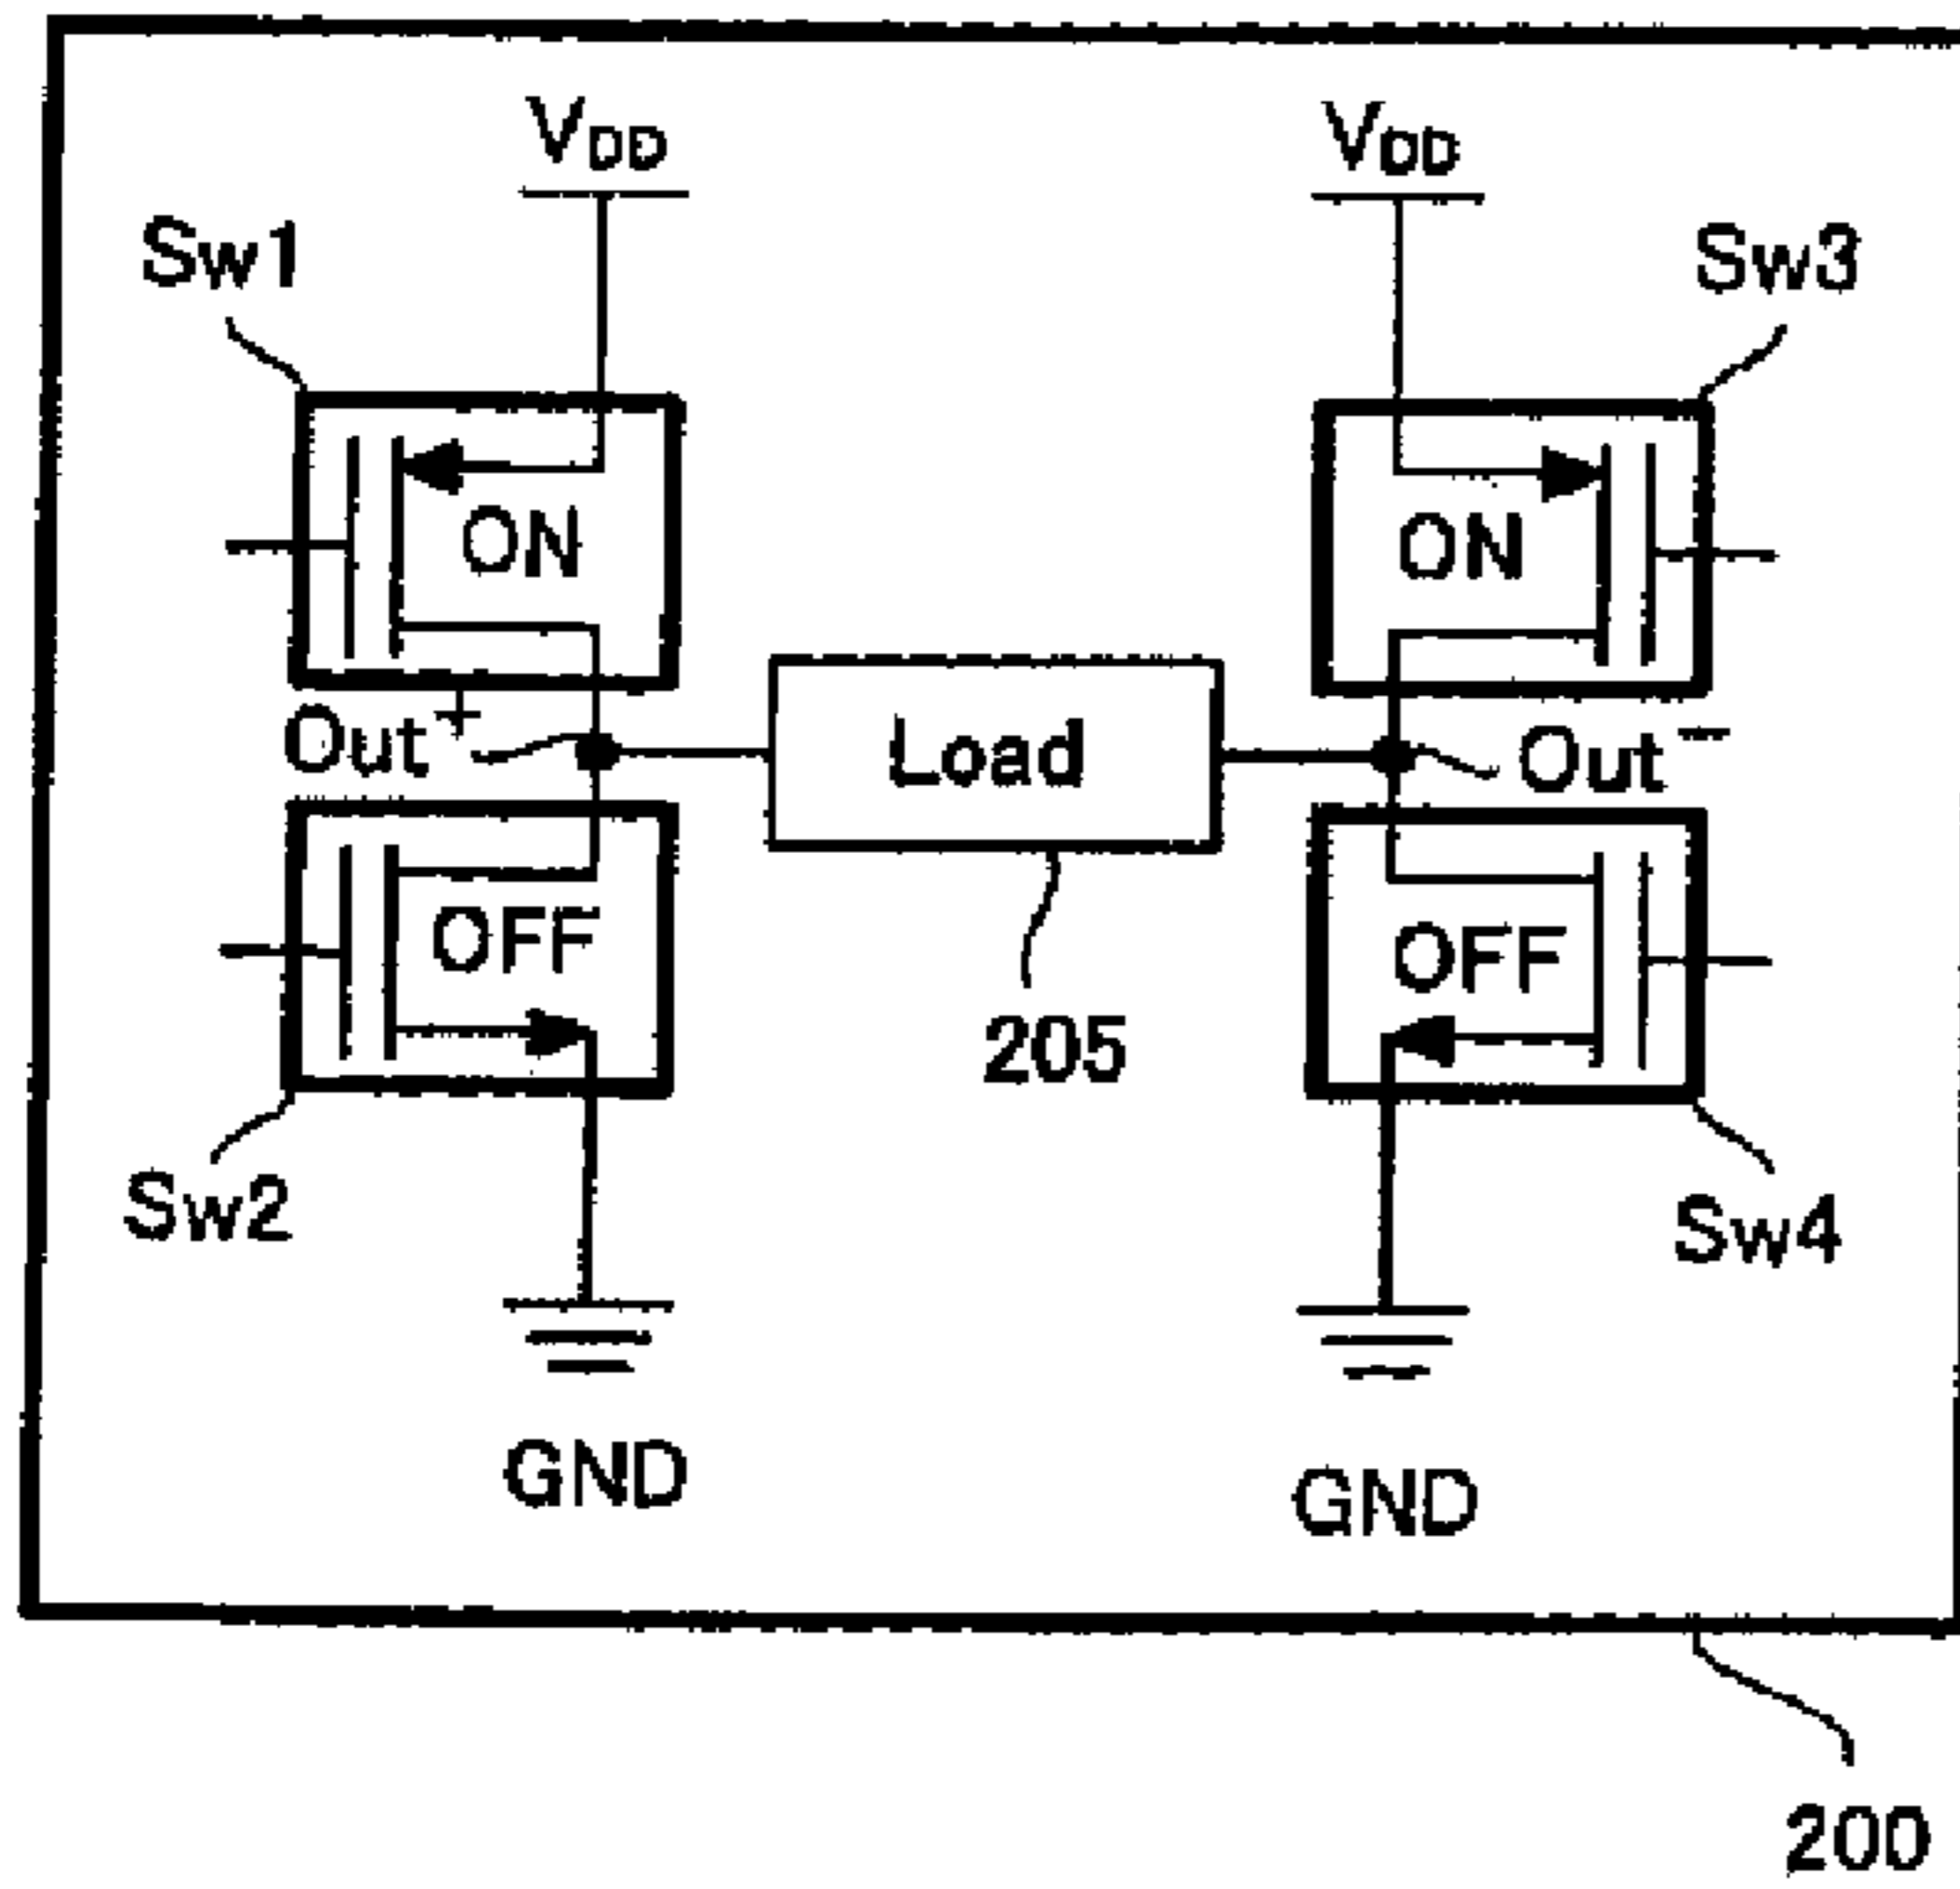 VDD
VDD
Sw1
Sw3
ON
ON
Out+
Load
Out−
OFF
OFF
205
Sw2
Sw4
GND
GND
200